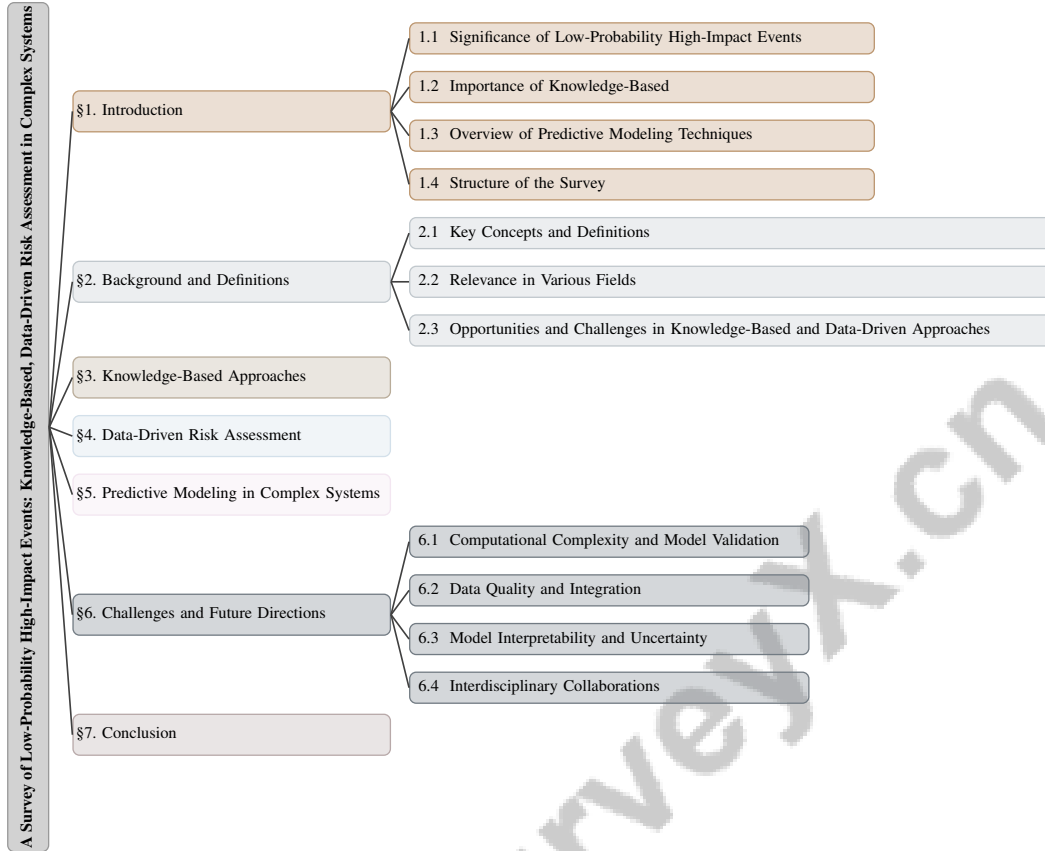 A Survey of Low-Probability High-Impact Events: Knowledge-Based, Data-Driven Risk Assessment in Complex Systems
§1. Introduction
1.1 Significance of Low-Probability High-Impact Events
1.2 Importance of Knowledge-Based
1.3 Overview of Predictive Modeling Techniques
1.4 Structure of the Survey
§2. Background and Definitions
2.1 Key Concepts and Definitions
2.2 Relevance in Various Fields
2.3 Opportunities and Challenges in Knowledge-Based and Data-Driven Approaches
§3. Knowledge-Based Approaches
§4. Data-Driven Risk Assessment
§5. Predictive Modeling in Complex Systems
§6. Challenges and Future Directions
6.1 Computational Complexity and Model Validation
6.2 Data Quality and Integration
6.3 Model Interpretability and Uncertainty
6.4 Interdisciplinary Collaborations
§7. Conclusion
urveyx.cn